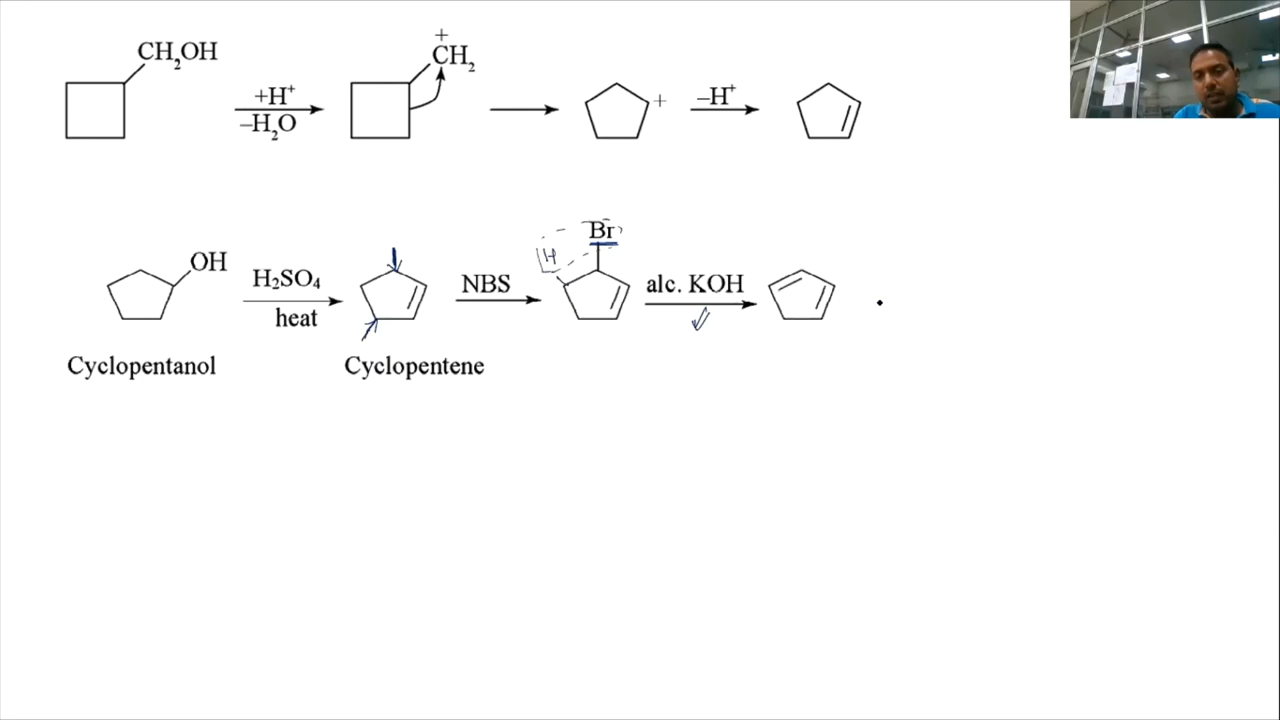 CH₂OH
+H⁺
–H₂O
+
CH₂
+
–H⁺
OH
H₂SO₄
heat
NBS
H
Br
alc. KOH
Cyclopentanol
Cyclopentene